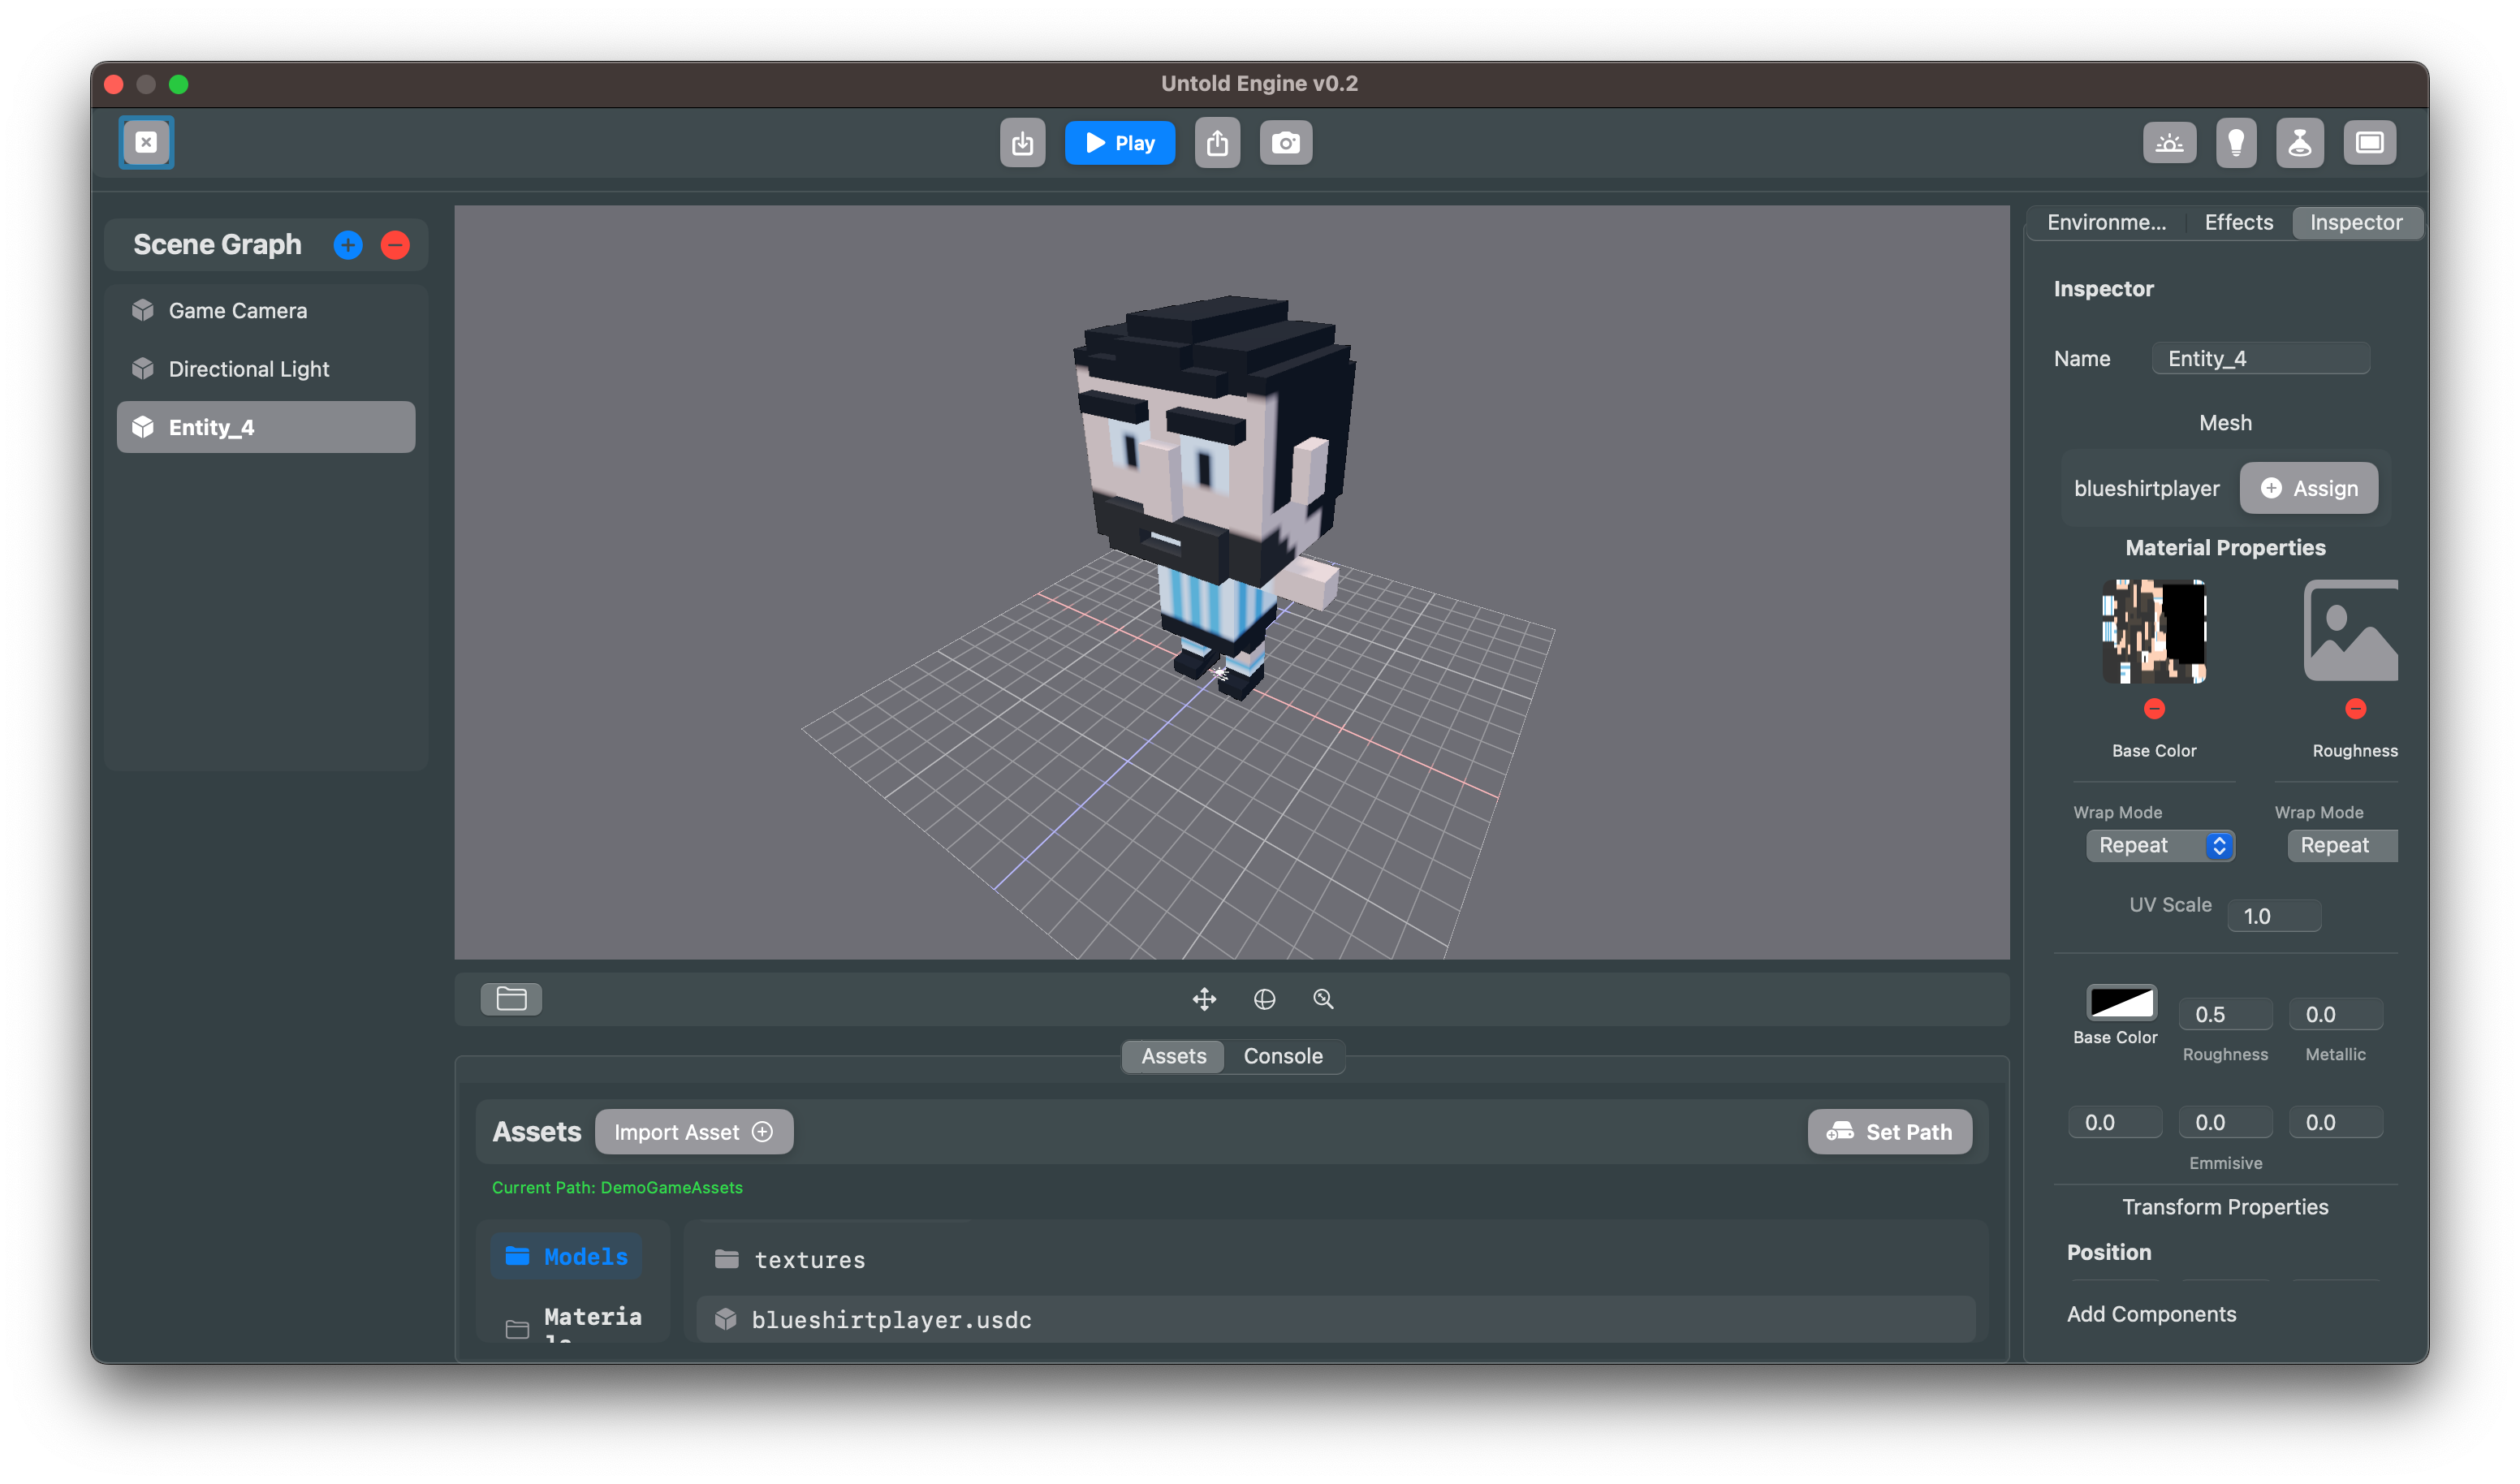 Untold Engine v0.2
Play
Scene Graph
Game Camera
Directional Light
Entity_4
Environme...
Effects
Inspector
Inspector
Name
Entity_4
Mesh
blueshirtplayer
Assign
Material Properties
Base Color
Roughness
Wrap Mode
Wrap Mode
Repeat
Repeat
UV Scale
1.0
0.5
0.0
Base Color
Roughness
Metallic
0.0
0.0
0.0
Emmisive
Transform Properties
Position
Add Components
Assets
Console
Assets
Import Asset
Set Path
Current Path: DemoGameAssets
Models
Materia
textures
blueshirtplayer.usdc